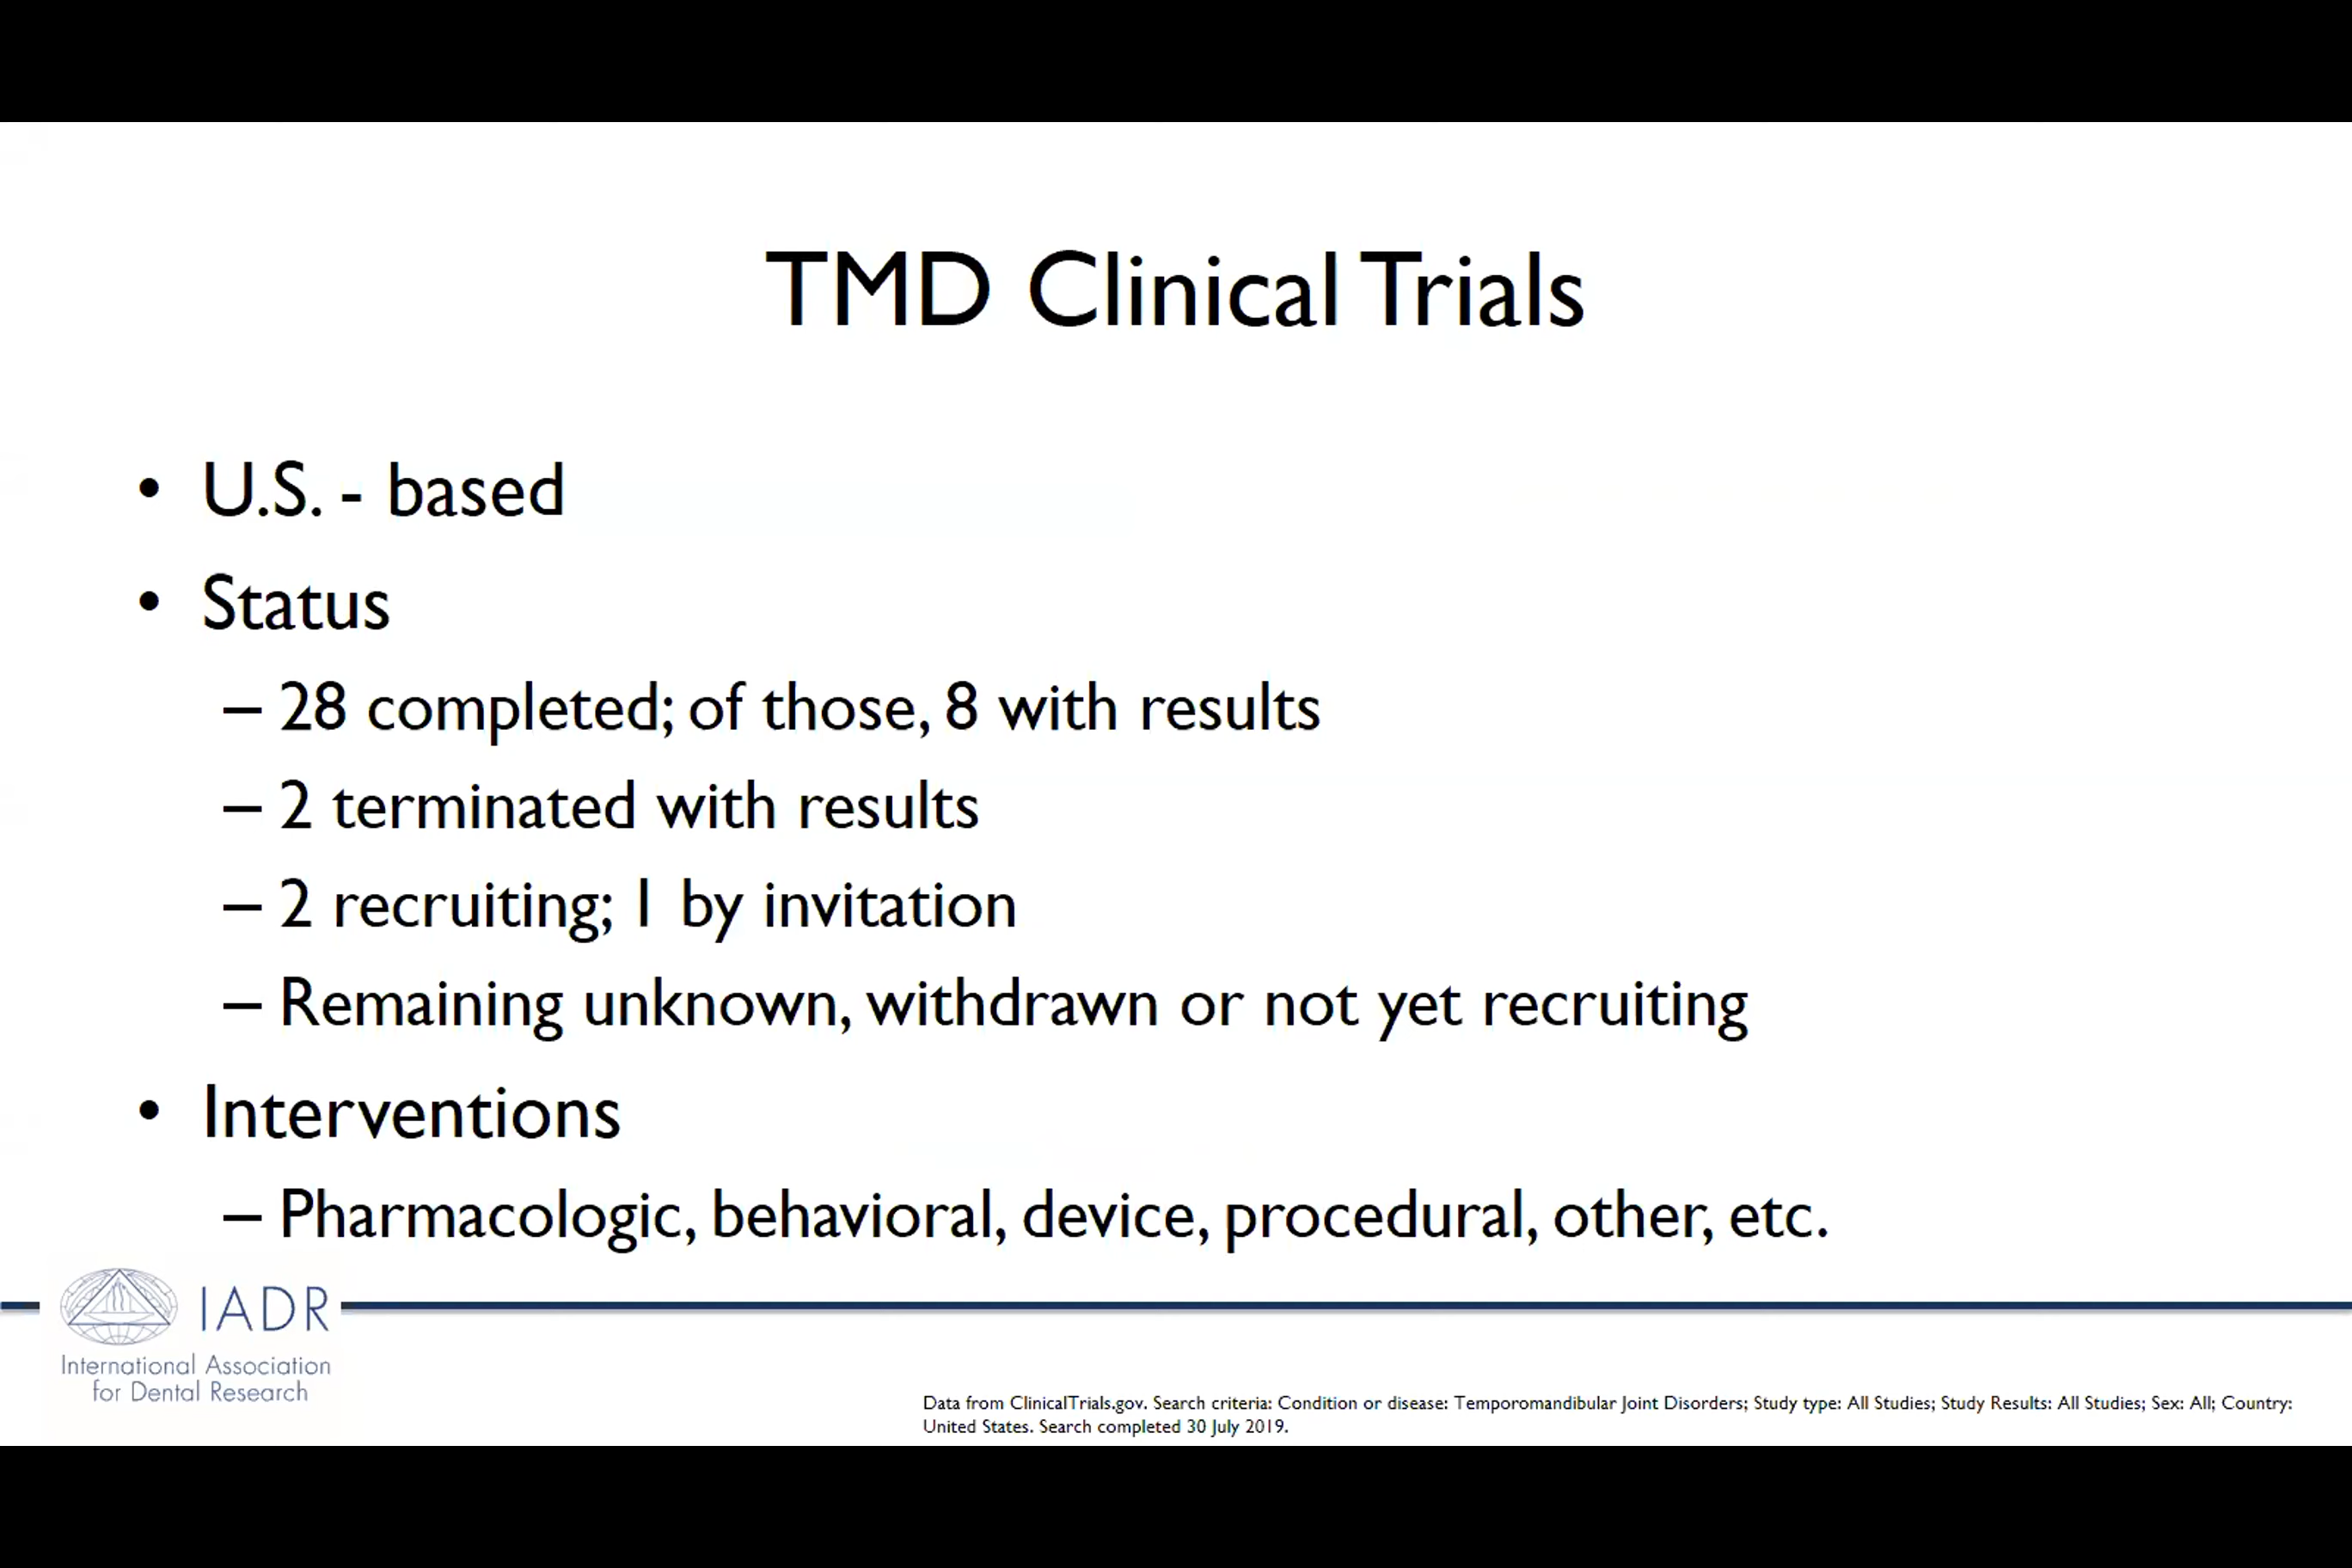 TMD Clinical Trials
• U.S. - based
• Status
– 28 completed; of those, 8 with results
– 2 terminated with results
– 2 recruiting; 1 by invitation
– Remaining unknown, withdrawn or not yet recruiting
• Interventions
– Pharmacologic, behavioral, device, procedural, other, etc.
IADR
International Association
for Dental Research
Data from ClinicalTrials.gov. Search criteria: Condition or disease: Temporomandibular Joint Disorders; Study type: All Studies; Study Results: All Studies; Sex: All; Country:
United States. Search completed 30 July 2019.